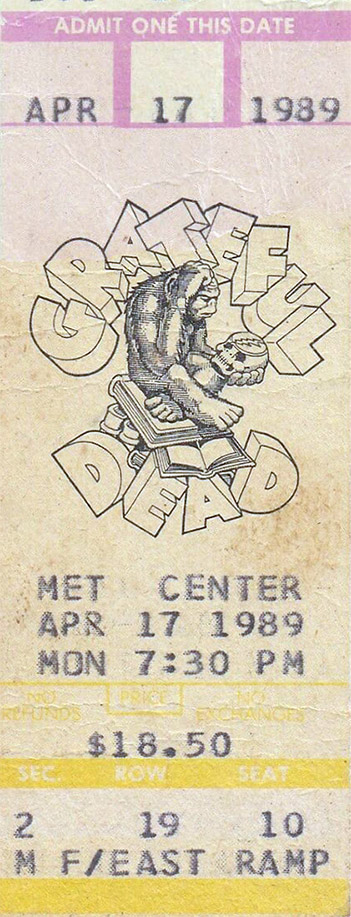 ADMIT ONE THIS DATE
APR 17 1989
GRATEFUL
DEAD
MET CENTER
APR 17 1989
MON 7:30 PM
NO REFUNDS PRICE NO EXCHANGES
$18.50
SEC. ROW SEAT
2 19 10
M F/EAST RAMP